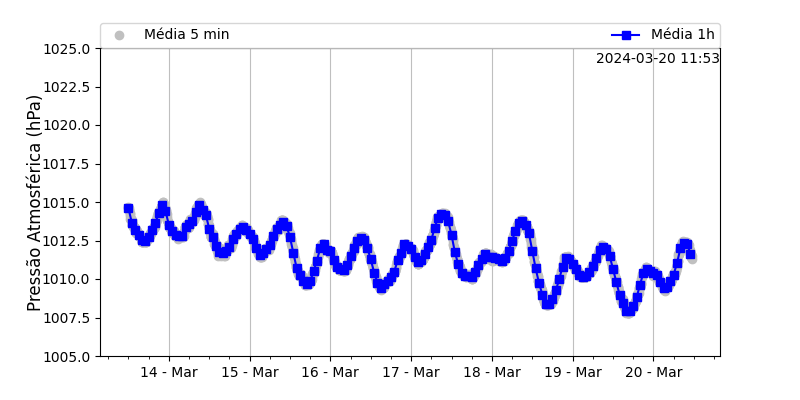 Média 5 min
Média 1h
2024-03-20 11:53
Pressão Atmosférica (hPa)
1025.0
1022.5
1020.0
1017.5
1015.0
1012.5
1010.0
1007.5
1005.0
14 - Mar
15 - Mar
16 - Mar
17 - Mar
18 - Mar
19 - Mar
20 - Mar